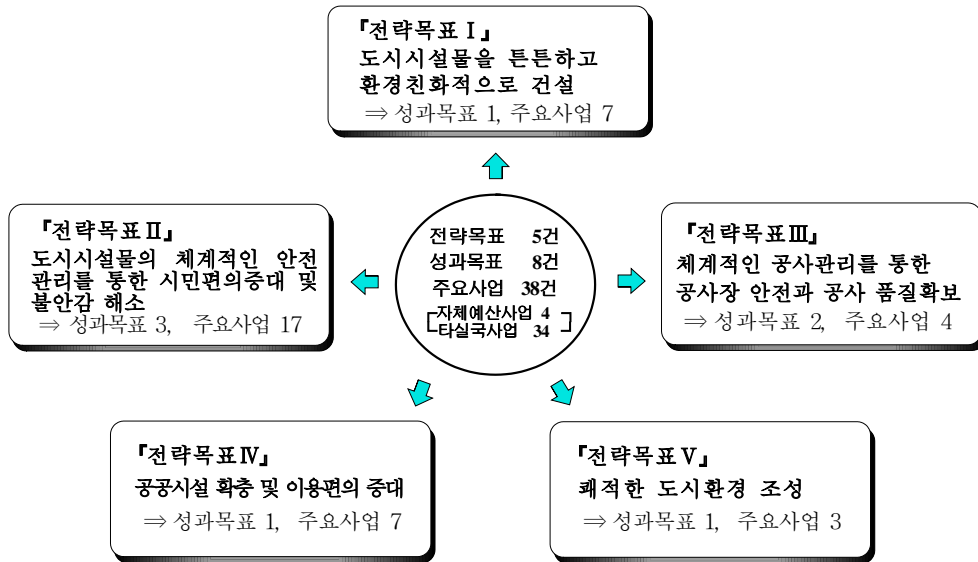 『전략목표Ⅰ』
도시시설물을 튼튼하고
환경친화적으로 건설
⇒ 성과목표 1, 주요사업 7
『전략목표Ⅱ』
도시시설물의 체계적인 안전
관리를 통한 시민편의증대 및
불안감 해소
⇒ 성과목표 3, 주요사업 17
전략목표 5건
성과목표 8건
주요사업 38건
[자체예산사업 4
타실국사업 34]
『전략목표Ⅲ』
체계적인 공사관리를 통한
공사장 안전과 공사 품질확보
⇒ 성과목표 2, 주요사업 4
『전략목표Ⅳ』
공공시설 확충 및 이용편의 증대
⇒ 성과목표 1, 주요사업 7
『전략목표Ⅴ』
쾌적한 도시환경 조성
⇒ 성과목표 1, 주요사업 3